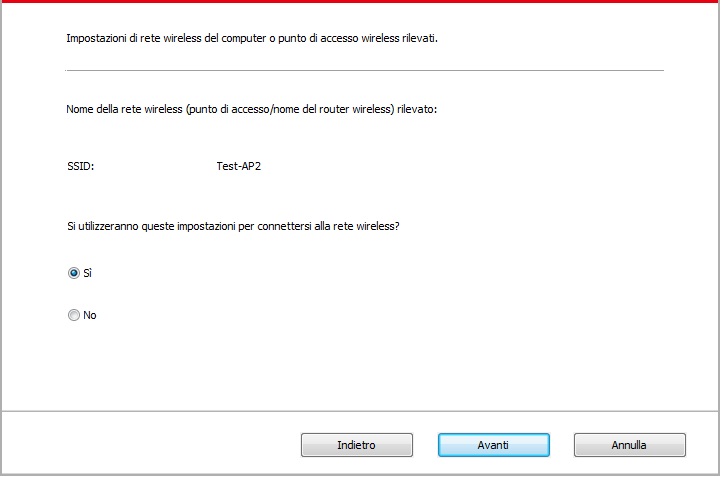 Impostazioni di rete wireless del computer o punto di accesso wireless rilevati.
Nome della rete wireless (punto di accesso/nome del router wireless) rilevato:
SSID: Test-AP2
Si utilizzeranno queste impostazioni per connettersi alla rete wireless?
Sì
No
Indietro Avanti Annulla